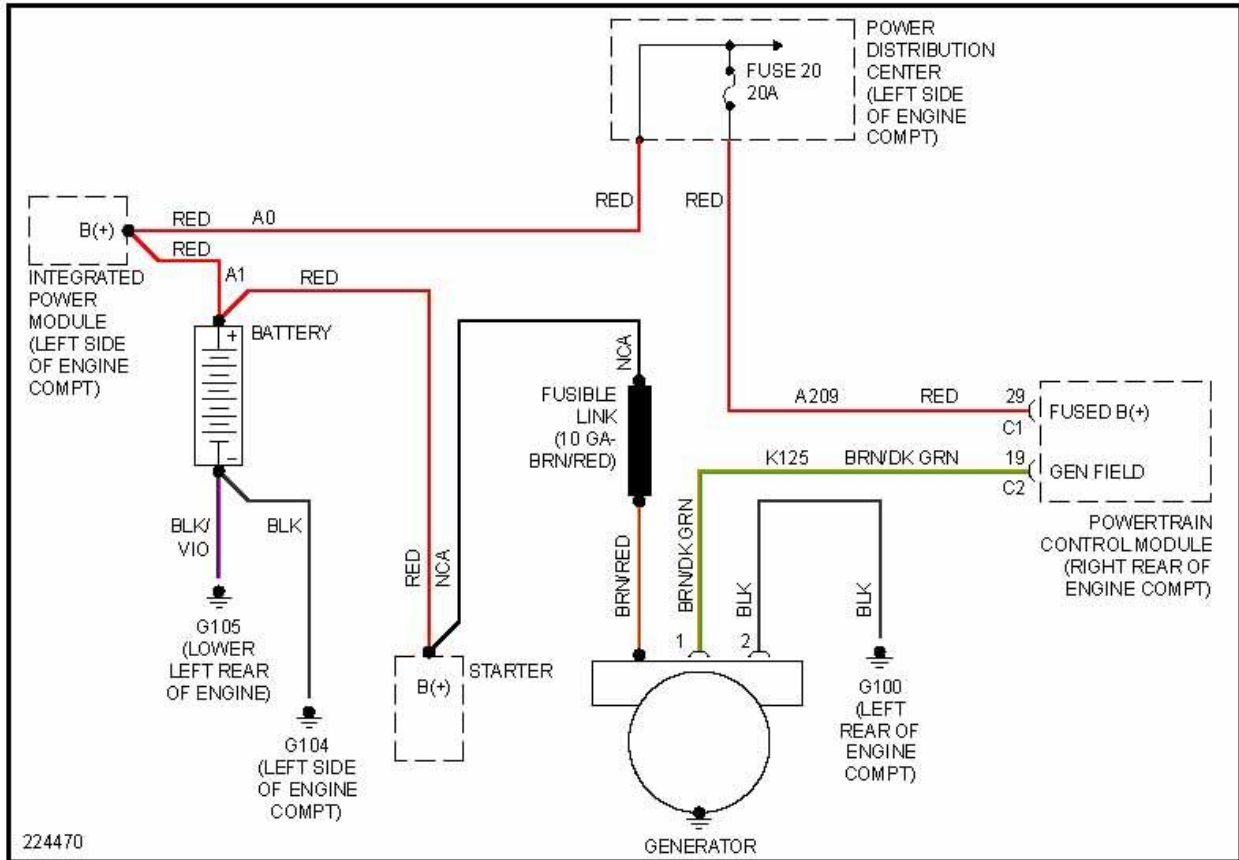 POWER
DISTRIBUTION
CENTER
(LEFT SIDE
OF ENGINE
COMPT)
FUSE 20
20A
RED
RED
RED
A0
B(+)
RED
INTEGRATED
POWER
MODULE
(LEFT SIDE
OF ENGINE
COMPT)
A1
RED
+
BATTERY
-
NCA
FUSIBLE
LINK
(10 GA-
BRN/RED)
A209
RED
29
C1
FUSED B(+)
K125
BRN/DK GRN
19
C2
GEN FIELD
POWERTRAIN
CONTROL MODULE
(RIGHT REAR OF
ENGINE COMPT)
BLK/
VIO
BLK
RED
NCA
BRN/RED
BRN/DK GRN
BLK
BLK
1
2
G105
(LOWER
LEFT REAR
OF ENGINE)
B(+)
STARTER
G104
(LEFT SIDE
OF ENGINE
COMPT)
G100
(LEFT
REAR OF
ENGINE
COMPT)
GENERATOR
224470